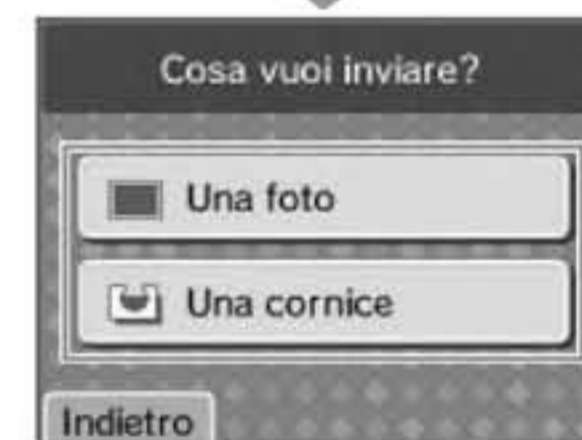 Cosa vuoi inviare?
Una foto
Una cornice
Indietro